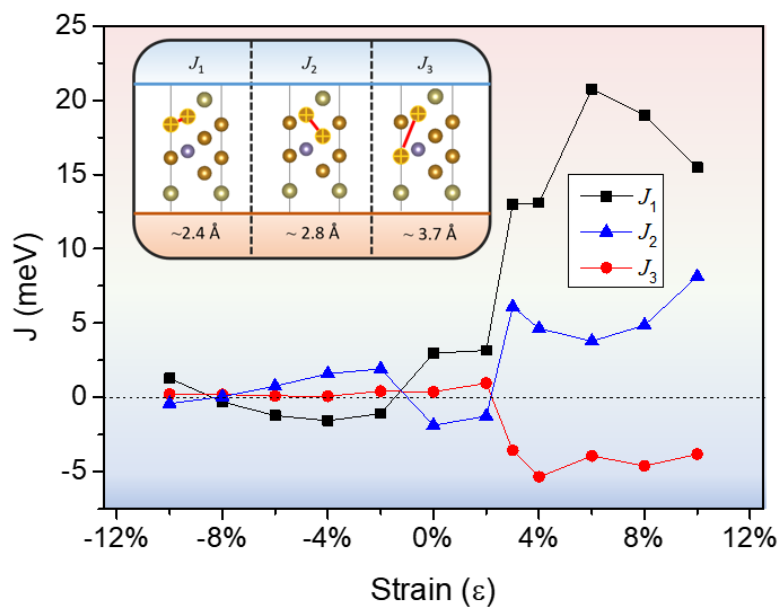 25
20
15
10
5
0
-5
J (meV)
J1
J2
J3
~2.4 Å
~ 2.8 Å
~ 3.7 Å
J1
J2
J3
-12%
-8%
-4%
0%
4%
8%
12%
Strain (ε)